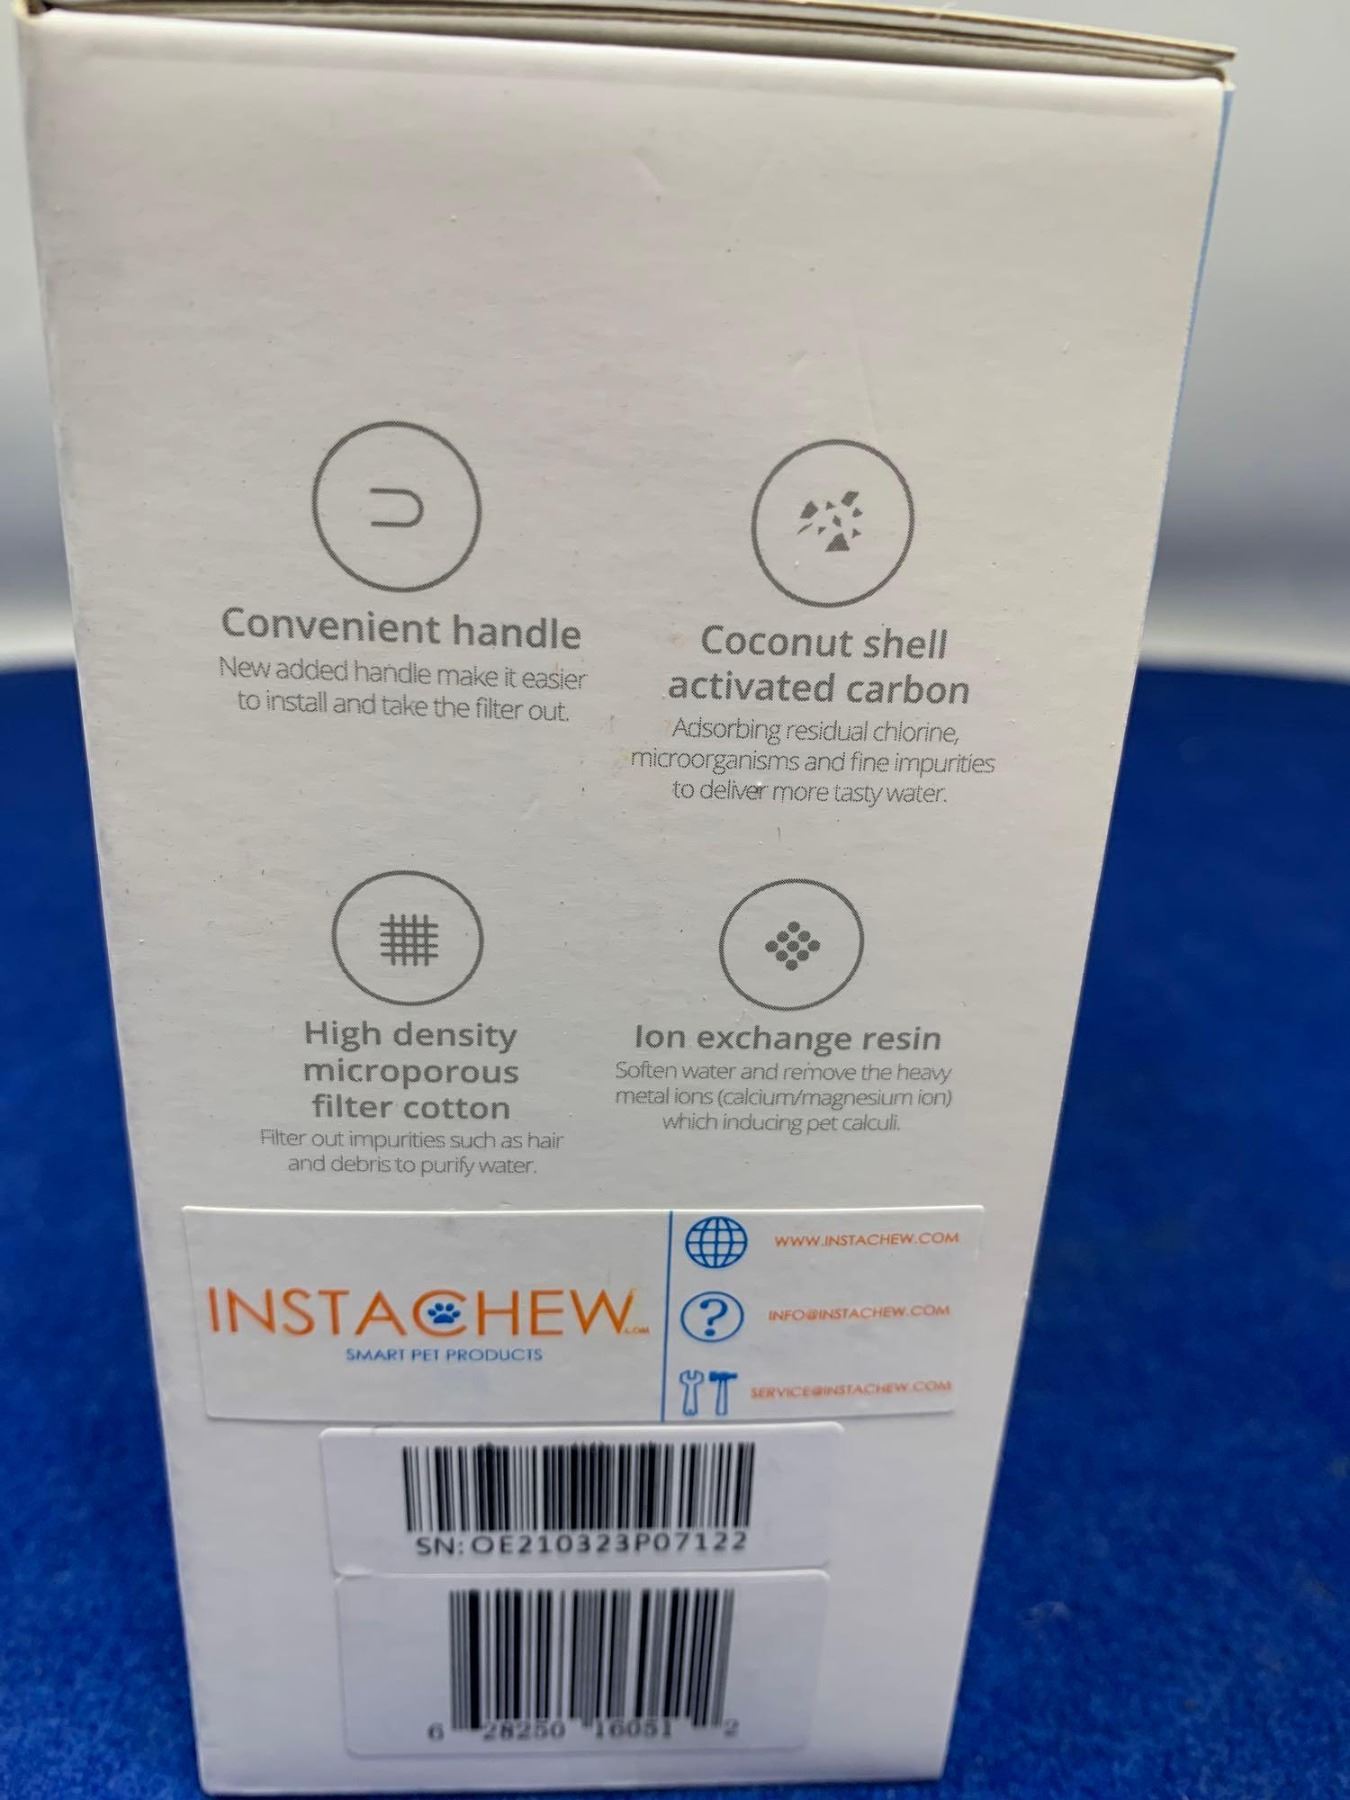 Convenient handle
New added handle make it easier
to install and take the filter out.
Coconut shell
activated carbon
Adsorbing residual chlorine,
microorganisms and fine impurities
to deliver more tasty water.
High density
microporous
filter cotton
Filter out impurities such as hair
and debris to purify water.
Ion exchange resin
Soften water and remove the heavy
metal ions (calcium/magnesium ion)
which inducing pet calculi.
INSTACHEW.COM
SMART PET PRODUCTS
WWW.INSTACHEW.COM
INFO@INSTACHEW.COM
SERVICE@INSTACHEW.COM
SN:OE210323P07122
6 28250 16051 2